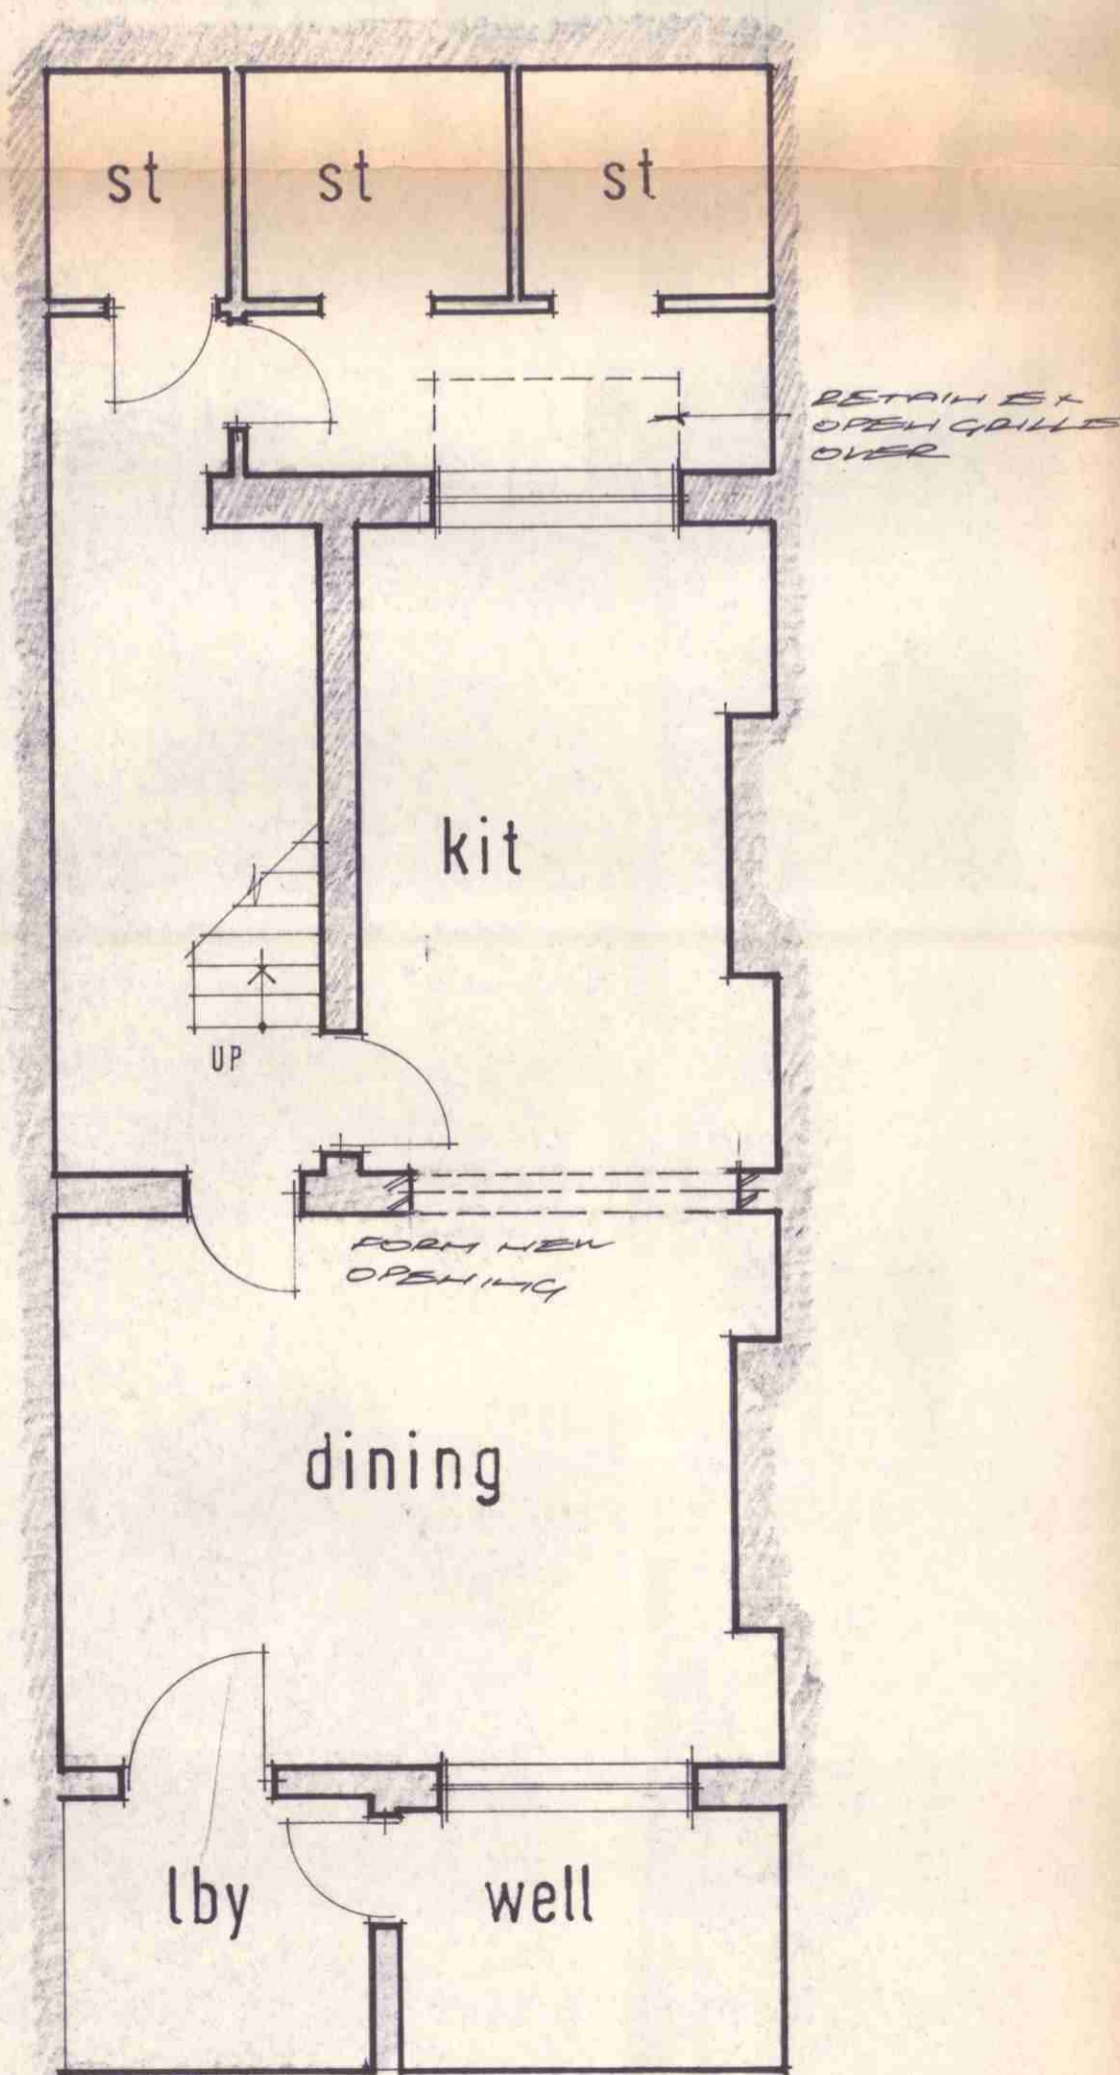 st st st
RETAIN EX
OPEN GRILLE
OVER
kit
UP
FORM NEW
OPENING
dining
lby well